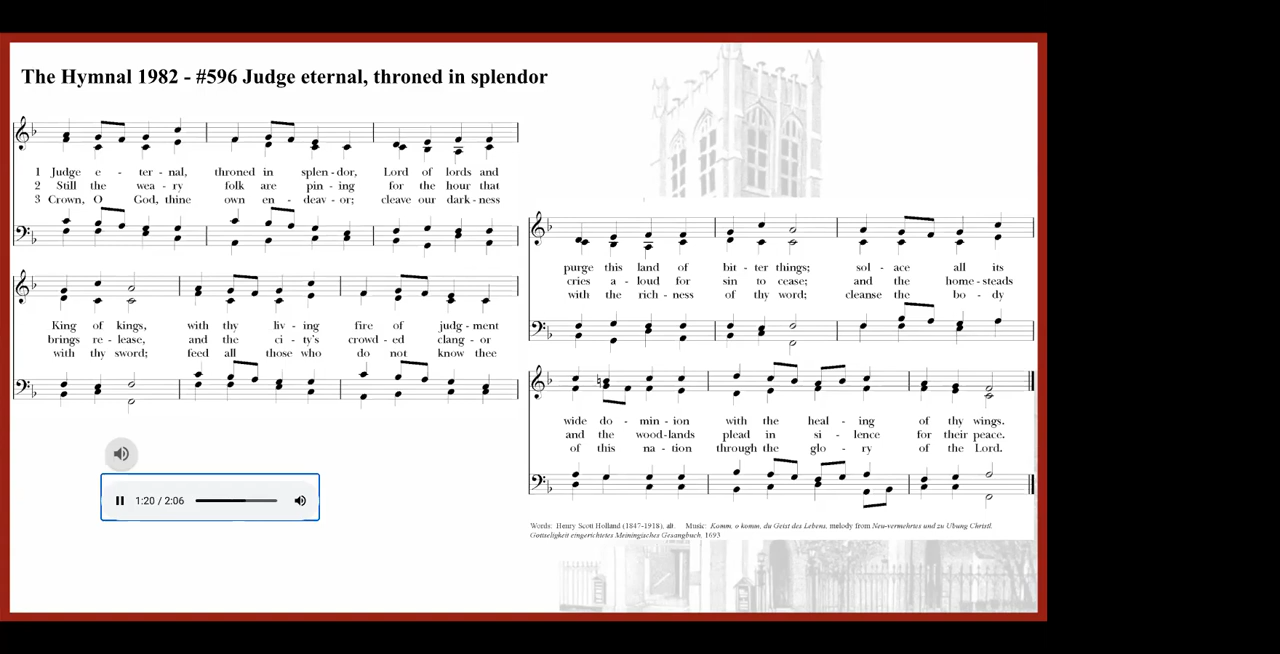 The Hymnal 1982 - #596 Judge eternal, throned in splendor
1 Judge e - ter - nal, throned in splen - dor, Lord of lords and
2 Still the wea - ry folk are pin - ing for the hour that
3 Crown, O God, thine own en - deav - or; cleave our dark - ness
King of kings, with thy liv - ing fire of judg - ment
brings re - lease, and the ci - ty's crowd - ed clang - or
with thy sword; feed all those who do not know thee
purge this land of bit - ter things; sol - ace all its
cries a - loud for sin to cease; and the home - steads
with the rich - ness of thy word; cleanse the bo - dy
wide do - min - ion with the heal - ing of thy wings.
and the wood - lands plead in si - lence for their peace.
of this na - tion through the glo - ry of the Lord.
1:20 / 2:06
Words: Henry Scott Holland (1847-1918), alt. Music: Komm, o komm, du Geist des Lebens, melody from Neu-vermehrtes und zu Übung Christl.
Gottseligkeit eingerichtetes Meiningisches Gesangbuch, 1693